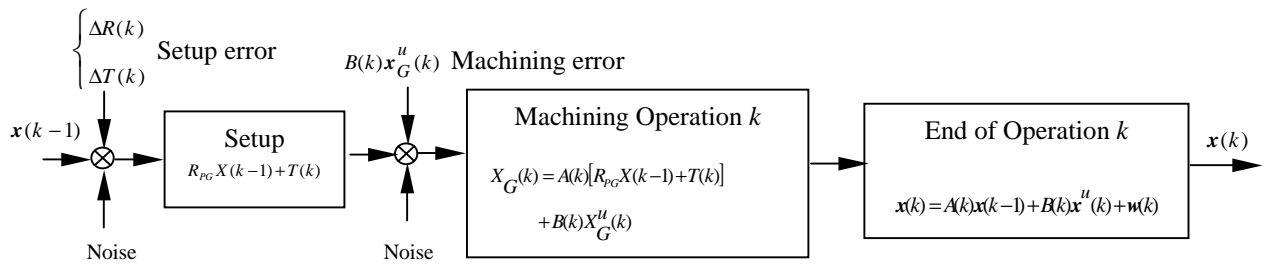 ΔR(k)
Setup error
ΔT(k)
B(k)x_G^u(k) Machining error
x(k−1)
Setup
R_PG X(k−1)+T(k)
Noise
Noise
Machining Operation k
X_G(k)=A(k)[R_PG X(k−1)+T(k)]
+B(k)X_G^u(k)
End of Operation k
x(k)=A(k)x(k−1)+B(k)x^u(k)+w(k)
x(k)